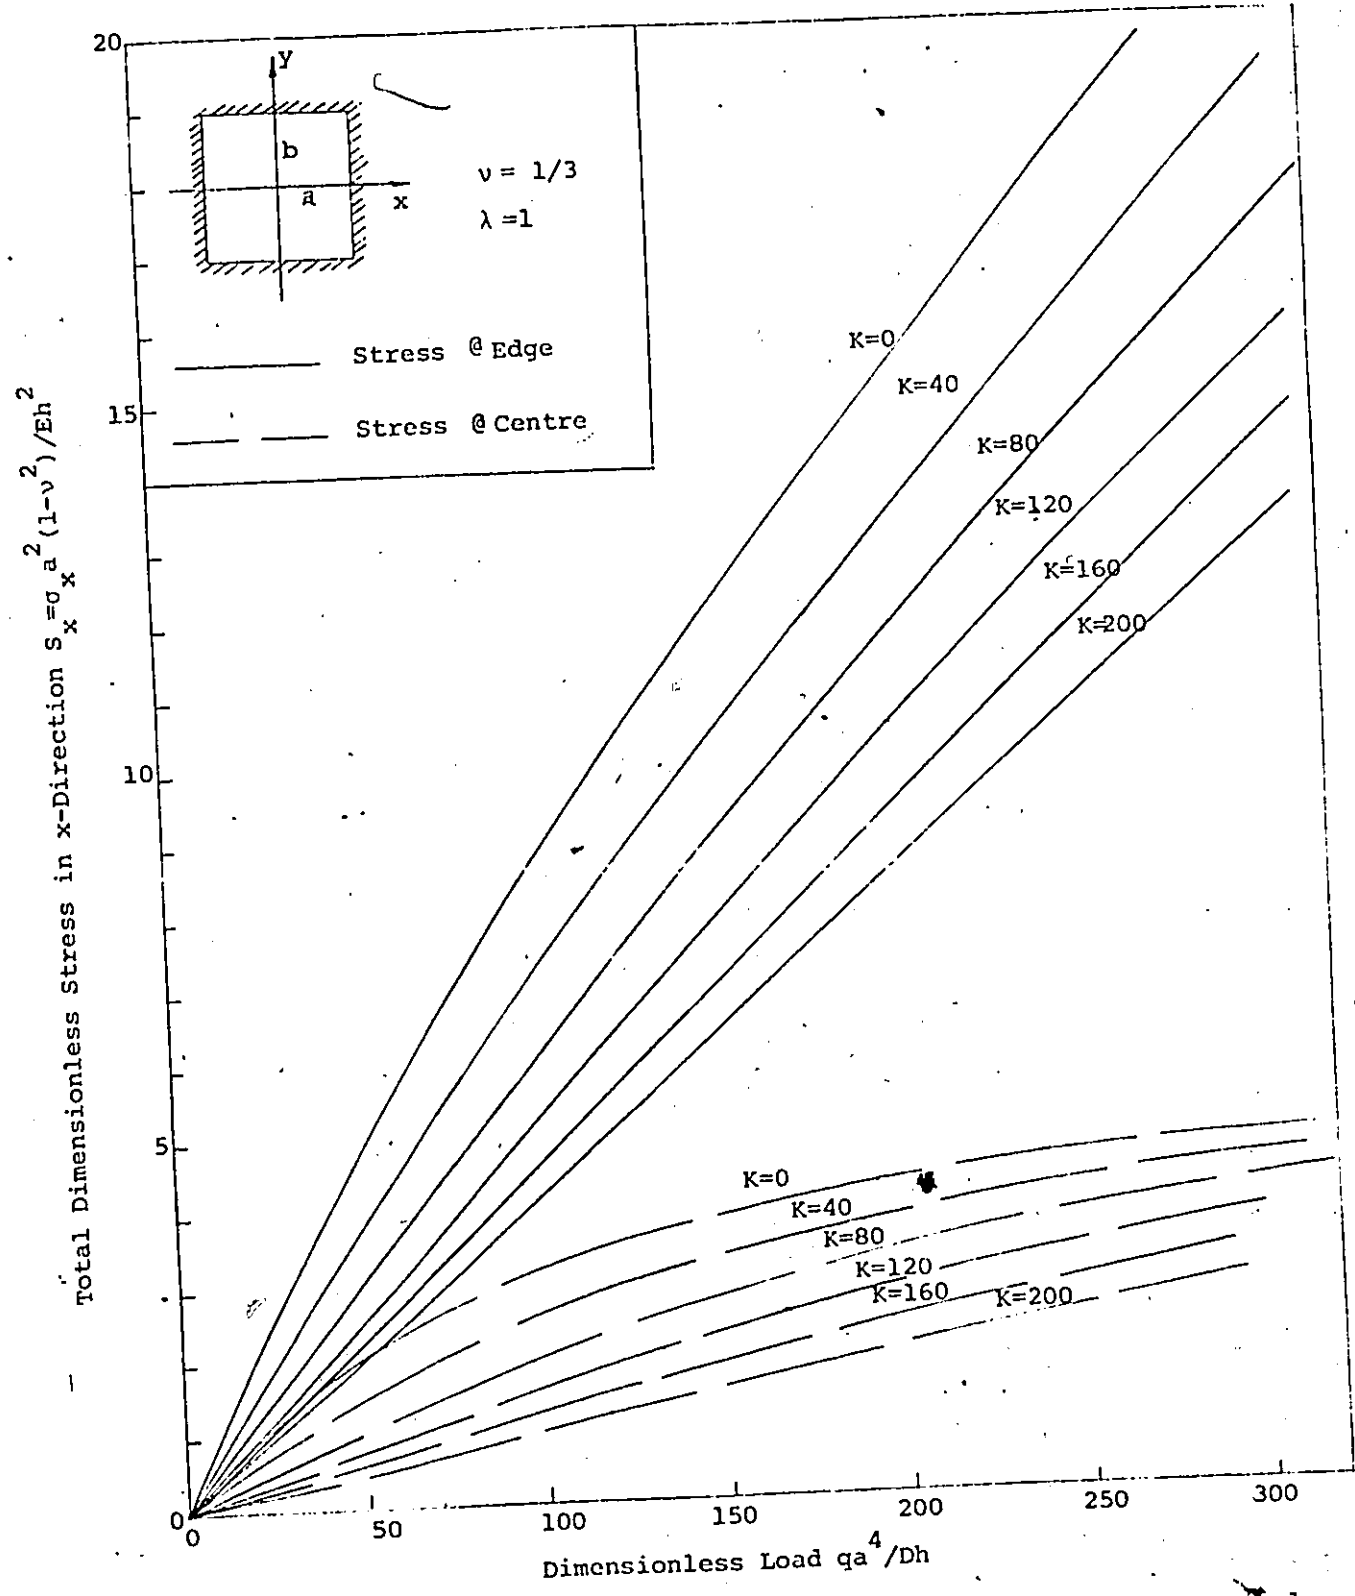 20
y
b
a
x
ν = 1/3
λ =1
Stress @ Edge
Stress @ Centre
15
10
5
0
Total Dimensionless Stress in x-Direction S_x =σ_x a^2 (1-ν^2)/Eh^2
K=0
K=40
K=80
K=120
K=160
K=200
K=0
K=40
K=80
K=120
K=160
K=200
0
50
100
150
200
250
300
Dimensionless Load qa^4/Dh